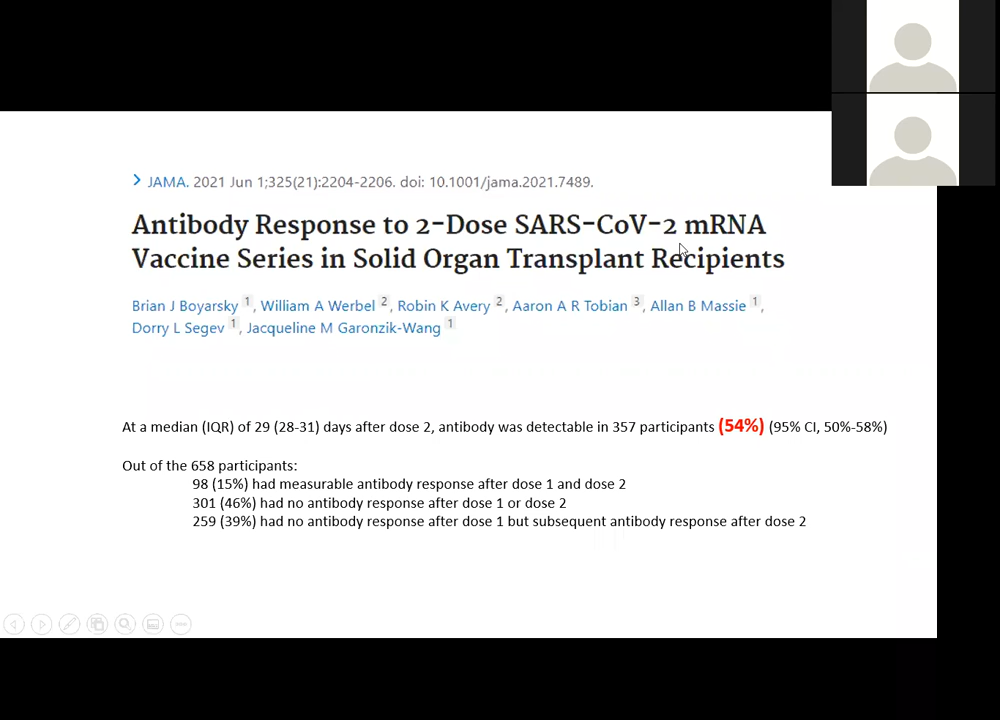 JAMA. 2021 Jun 1;325(21):2204-2206. doi: 10.1001/jama.2021.7489.
Antibody Response to 2-Dose SARS-CoV-2 mRNA
Vaccine Series in Solid Organ Transplant Recipients
Brian J Boyarsky 1, William A Werbel 2, Robin K Avery 2, Aaron A R Tobian 3, Allan B Massie 1,
Dorry L Segev 1, Jacqueline M Garonzik-Wang 1
At a median (IQR) of 29 (28-31) days after dose 2, antibody was detectable in 357 participants (54%) (95% CI, 50%-58%)
Out of the 658 participants:
98 (15%) had measurable antibody response after dose 1 and dose 2
301 (46%) had no antibody response after dose 1 or dose 2
259 (39%) had no antibody response after dose 1 but subsequent antibody response after dose 2